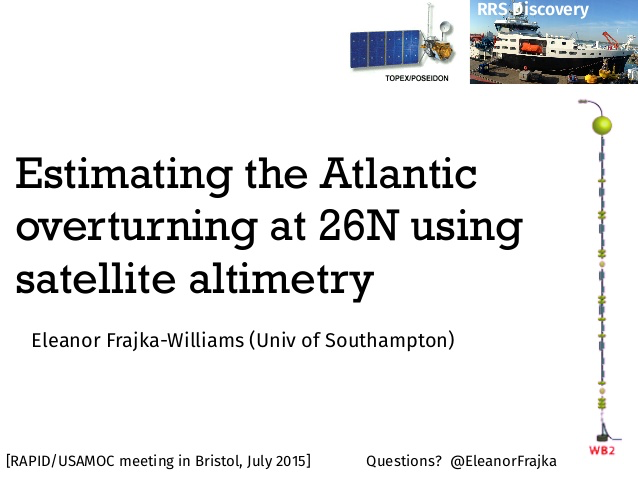 RRS Discovery
TOPEX/POSEIDON
Estimating the Atlantic
overturning at 26N using
satellite altimetry
Eleanor Frajka-Williams (Univ of Southampton)
WB2
[RAPID/USAMOC meeting in Bristol, July 2015] Questions? @EleanorFrajka